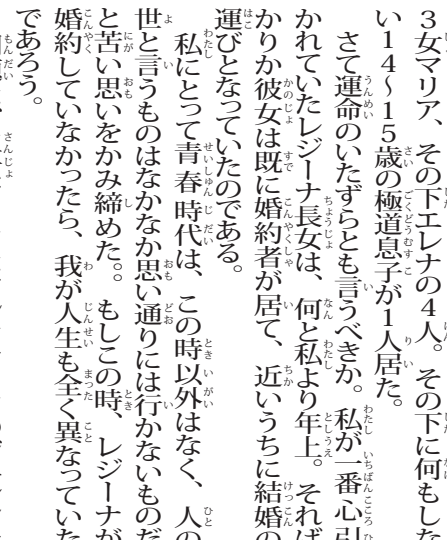 ３女マリア、その下エレナの４人。その下に何もしな
い１４～１５歳の極道息子が１人居た。
さて運命のいたずらとも言うべきか。私が一番心引
かれていたレジーナ長女は、何と私より年上。それば
かりか彼女は既に婚約者が居て、近いうちに結婚の
運びとなっていたのである。
私にとって青春時代は、この時以外はなく、人の
世と言うものはなかなか思い通りには行かないものだ
と苦い思いをかみ締めた。。もしこの時、レジーナが
婚約していなかったら、我が人生も全く異なっていた
であろう。